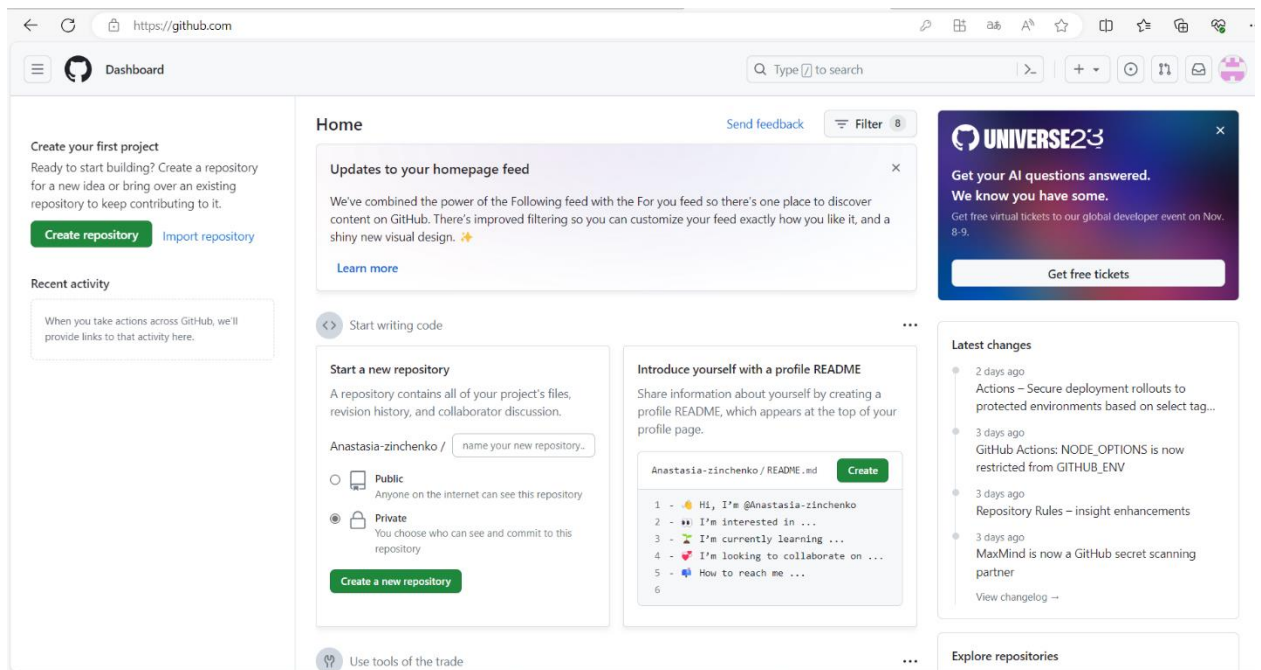 https://github.com
Dashboard
Type / to search
Create your first project
Ready to start building? Create a repository
for a new idea or bring over an existing
repository to keep contributing to it.
Create repository
Import repository
Recent activity
When you take actions across GitHub, we'll
provide links to that activity here.
Home
Send feedback
Filter 8
Updates to your homepage feed
We've combined the power of the Following feed with the For you feed so there's one place to discover
content on GitHub. There's improved filtering so you can customize your feed exactly how you like it, and a
shiny new visual design. ✨
Learn more
Start writing code
Start a new repository
A repository contains all of your project's files,
revision history, and collaborator discussion.
Anastasia-zinchenko / name your new repository..
Public
Anyone on the internet can see this repository
Private
You choose who can see and commit to this
repository
Create a new repository
Introduce yourself with a profile README
Share information about yourself by creating a
profile README, which appears at the top of your
profile page.
Anastasia-zinchenko / README.md
Create
1 - 👋 Hi, I'm @Anastasia-zinchenko
2 - 👀 I'm interested in ...
3 - 🌱 I'm currently learning ...
4 - 💞️ I'm looking to collaborate on ...
5 - 📫 How to reach me ...
6
Use tools of the trade
UNIVERSE23
Get your AI questions answered.
We know you have some.
Get free virtual tickets to our global developer event on Nov.
8-9.
Get free tickets
Latest changes
2 days ago
Actions – Secure deployment rollouts to
protected environments based on select tag...
3 days ago
GitHub Actions: NODE_OPTIONS is now
restricted from GITHUB_ENV
3 days ago
Repository Rules – insight enhancements
3 days ago
MaxMind is now a GitHub secret scanning
partner
View changelog →
Explore repositories